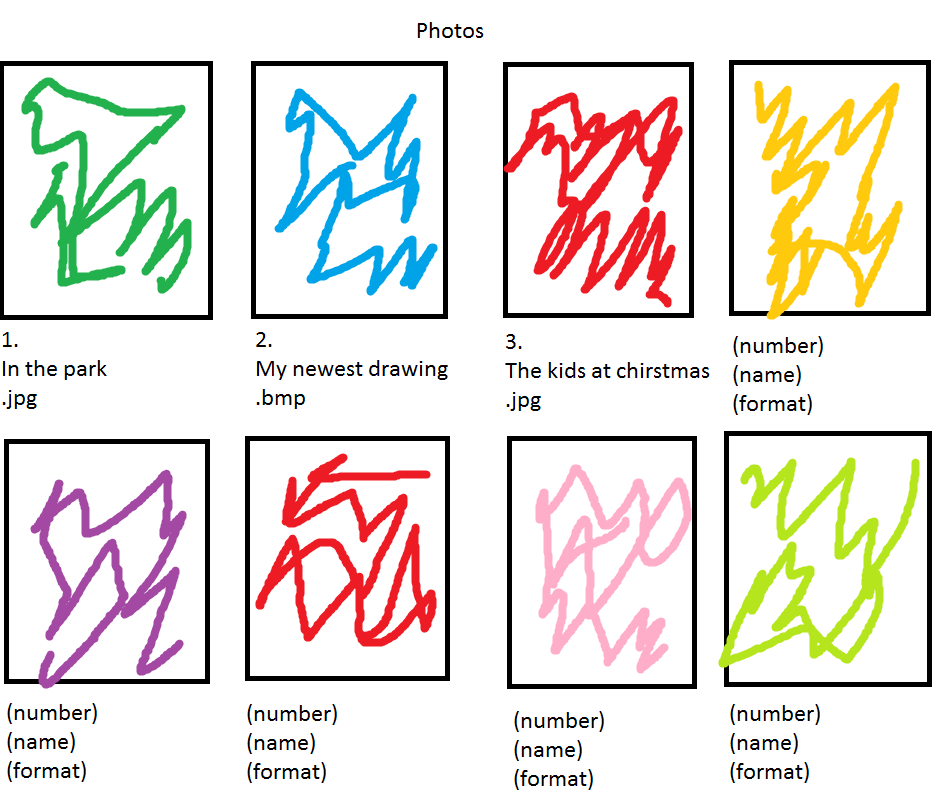 Photos
1.
In the park
.jpg
2.
My newest drawing
.bmp
3.
The kids at chirstmas
.jpg
(number)
(name)
(format)
(number)
(name)
(format)
(number)
(name)
(format)
(number)
(name)
(format)
(number)
(name)
(format)